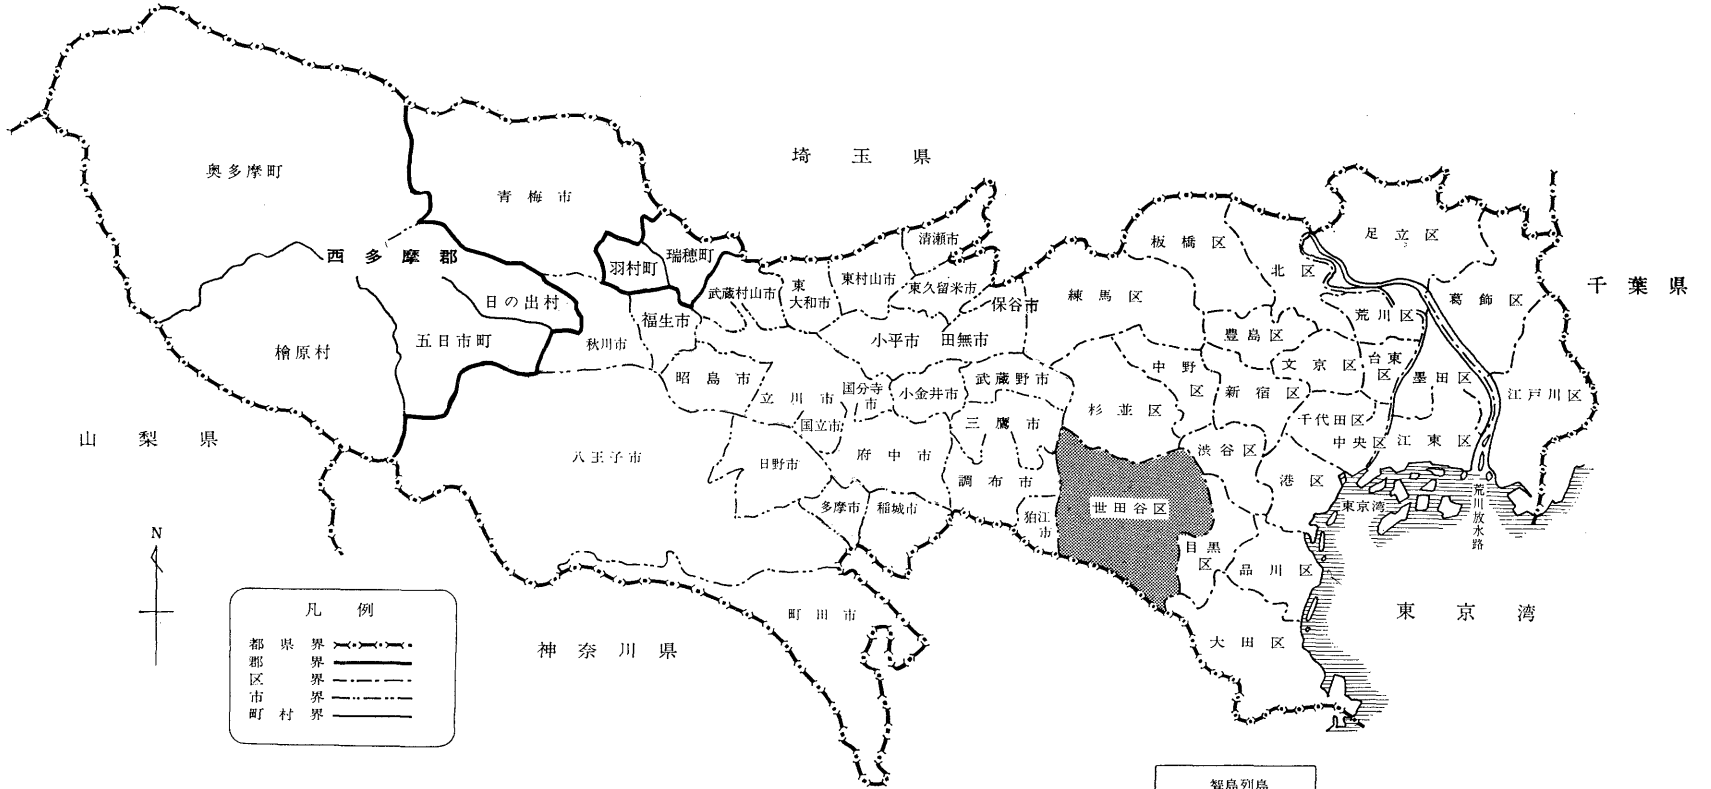 埼玉県
千葉県
山梨県
神奈川県
東京湾
奥多摩町
西多摩郡
檜原村
日の出村
五日市町
青梅市
羽村町
瑞穂町
福生市
秋川市
武蔵村山市
東
大和市
東村山市
清瀬市
東久留米市
保谷市
小平市
田無市
昭島市
立川市
国分寺
市
小金井市
武蔵野市
国立市
三鷹市
八王子市
日野市
府中市
調布市
多摩市
稲城市
狛江
市
町田市
板橋区
北区
足立区
葛飾区
練馬区
荒川区
豊島区
文京区
台東
区
墨田区
江戸川区
中野
区
新宿区
杉並区
千代田区
中央区
江東区
渋谷区
港区
東京湾
荒川放水路
世田谷区
目黒
区
品川区
大田区
N
凡例
都県界
郡界
区界
市界
町村界